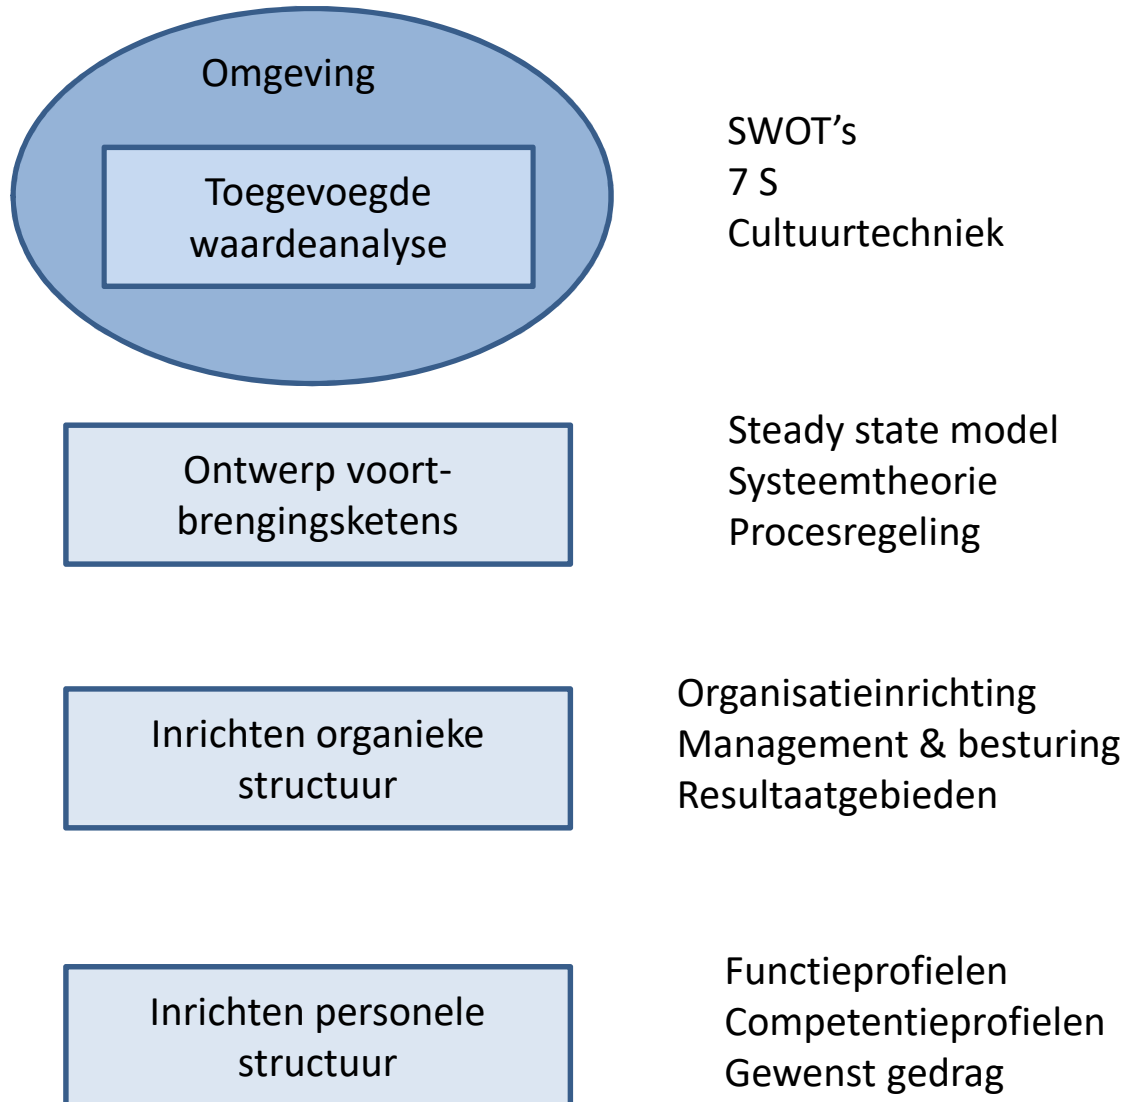 Omgeving
Toegevoegde
waardeanalyse
SWOT’s
7 S
Cultuurtechniek
Ontwerp voort-
brengingsketens
Steady state model
Systeemtheorie
Procesregeling
Inrichten organieke
structuur
Organisatieinrichting
Management & besturing
Resultaatgebieden
Inrichten personele
structuur
Functieprofielen
Competentieprofielen
Gewenst gedrag